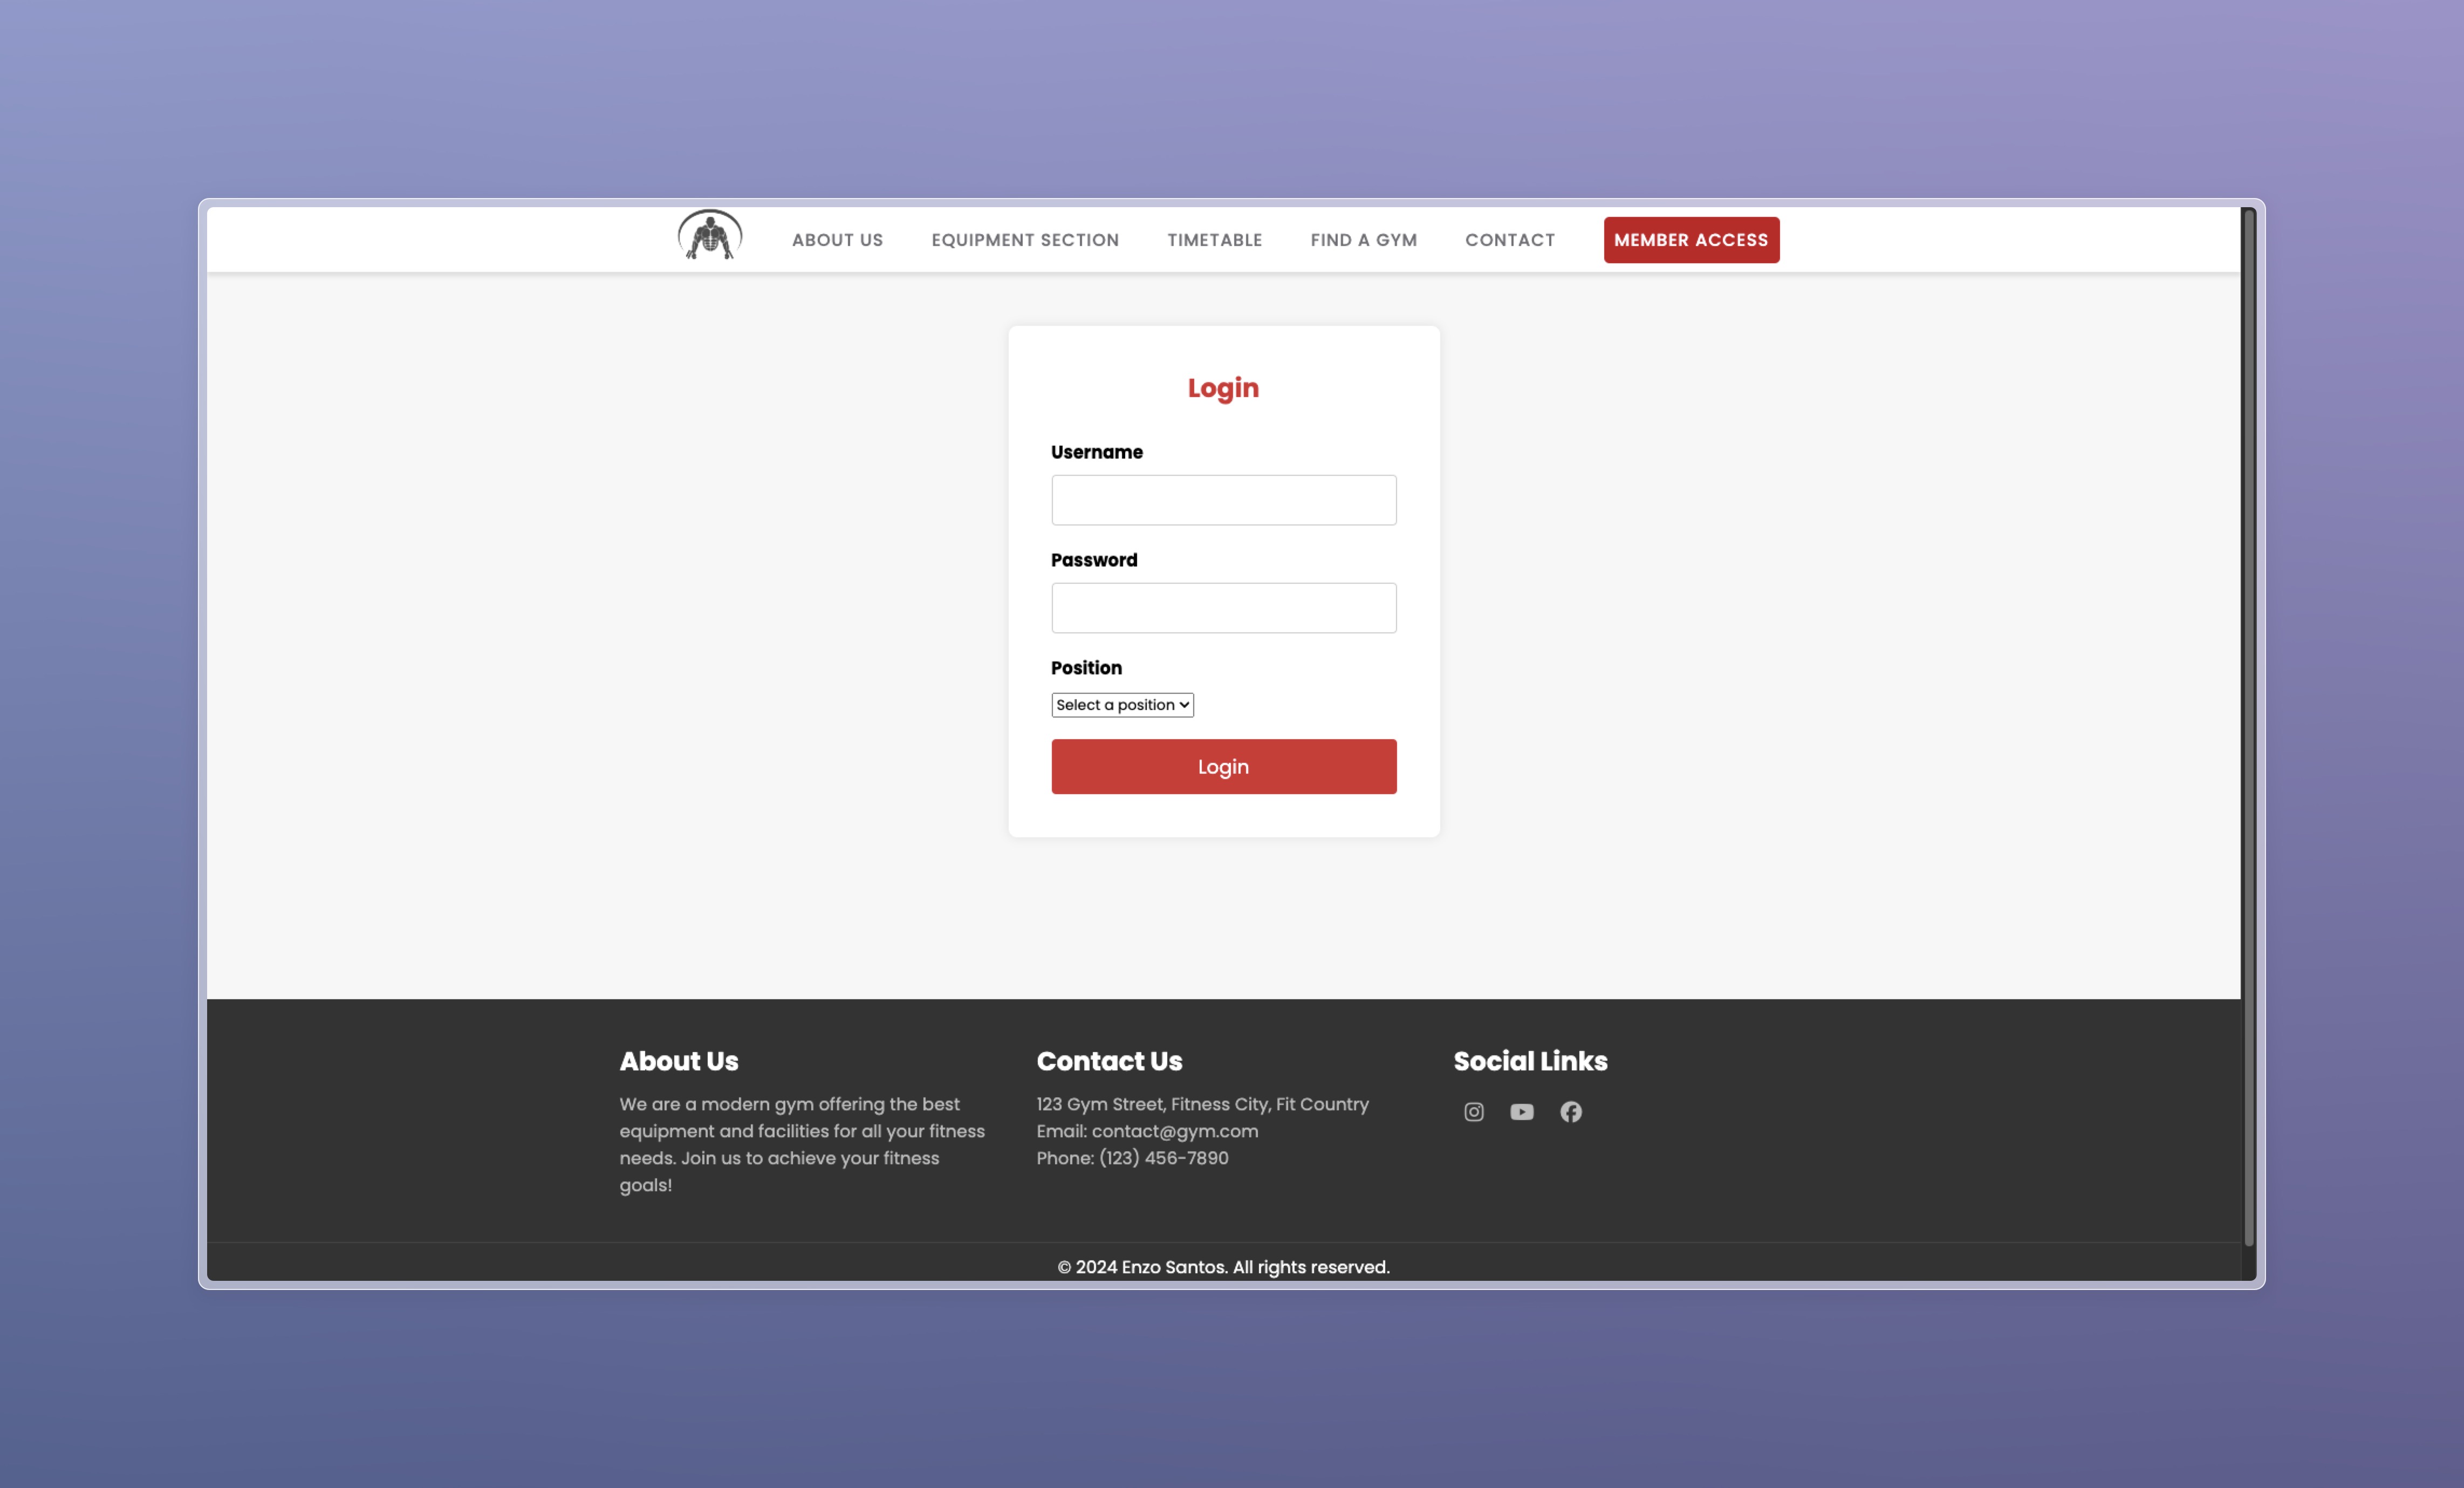 ABOUT US
EQUIPMENT SECTION
TIMETABLE
FIND A GYM
CONTACT
MEMBER ACCESS
Login
Username
Password
Position
Select a position
Login
About Us
We are a modern gym offering the best
equipment and facilities for all your fitness
needs. Join us to achieve your fitness
goals!
Contact Us
123 Gym Street, Fitness City, Fit Country
Email: contact@gym.com
Phone: (123) 456-7890
Social Links
© 2024 Enzo Santos. All rights reserved.